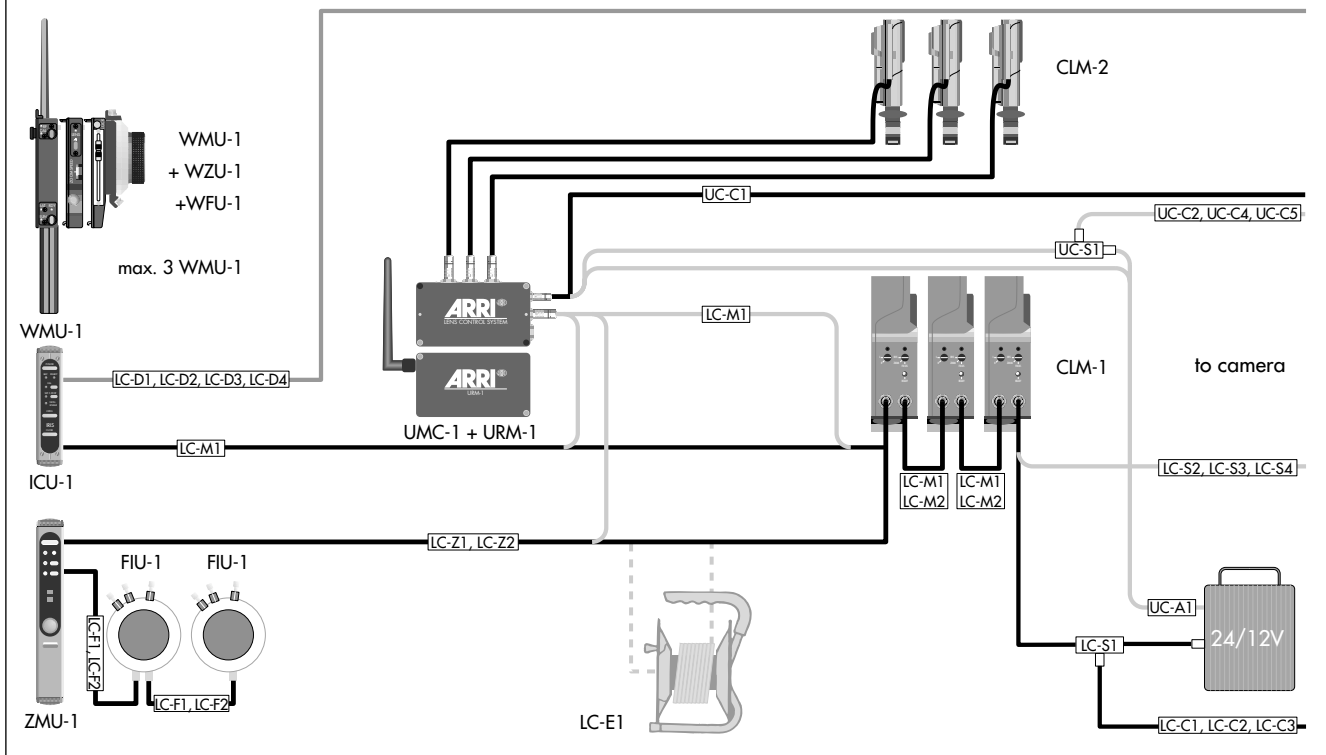 CLM-2
WMU-1
+ WZU-1
+WFU-1
max. 3 WMU-1
WMU-1
UC-C1
UC-C2, UC-C4, UC-C5
UC-S1
ARRI
LENS CONTROL SYSTEM
LC-M1
ARRI
URM-1
UMC-1 + URM-1
CLM-1
to camera
LC-D1, LC-D2, LC-D3, LC-D4
IRIS
LC-M1
ICU-1
LC-M1
LC-M2
LC-M1
LC-M2
LC-S2, LC-S3, LC-S4
LC-Z1, LC-Z2
FIU-1
FIU-1
LC-F1, LC-F2
LC-F1, LC-F2
ZMU-1
LC-E1
UC-A1
24/12V
LC-S1
LC-C1, LC-C2, LC-C3